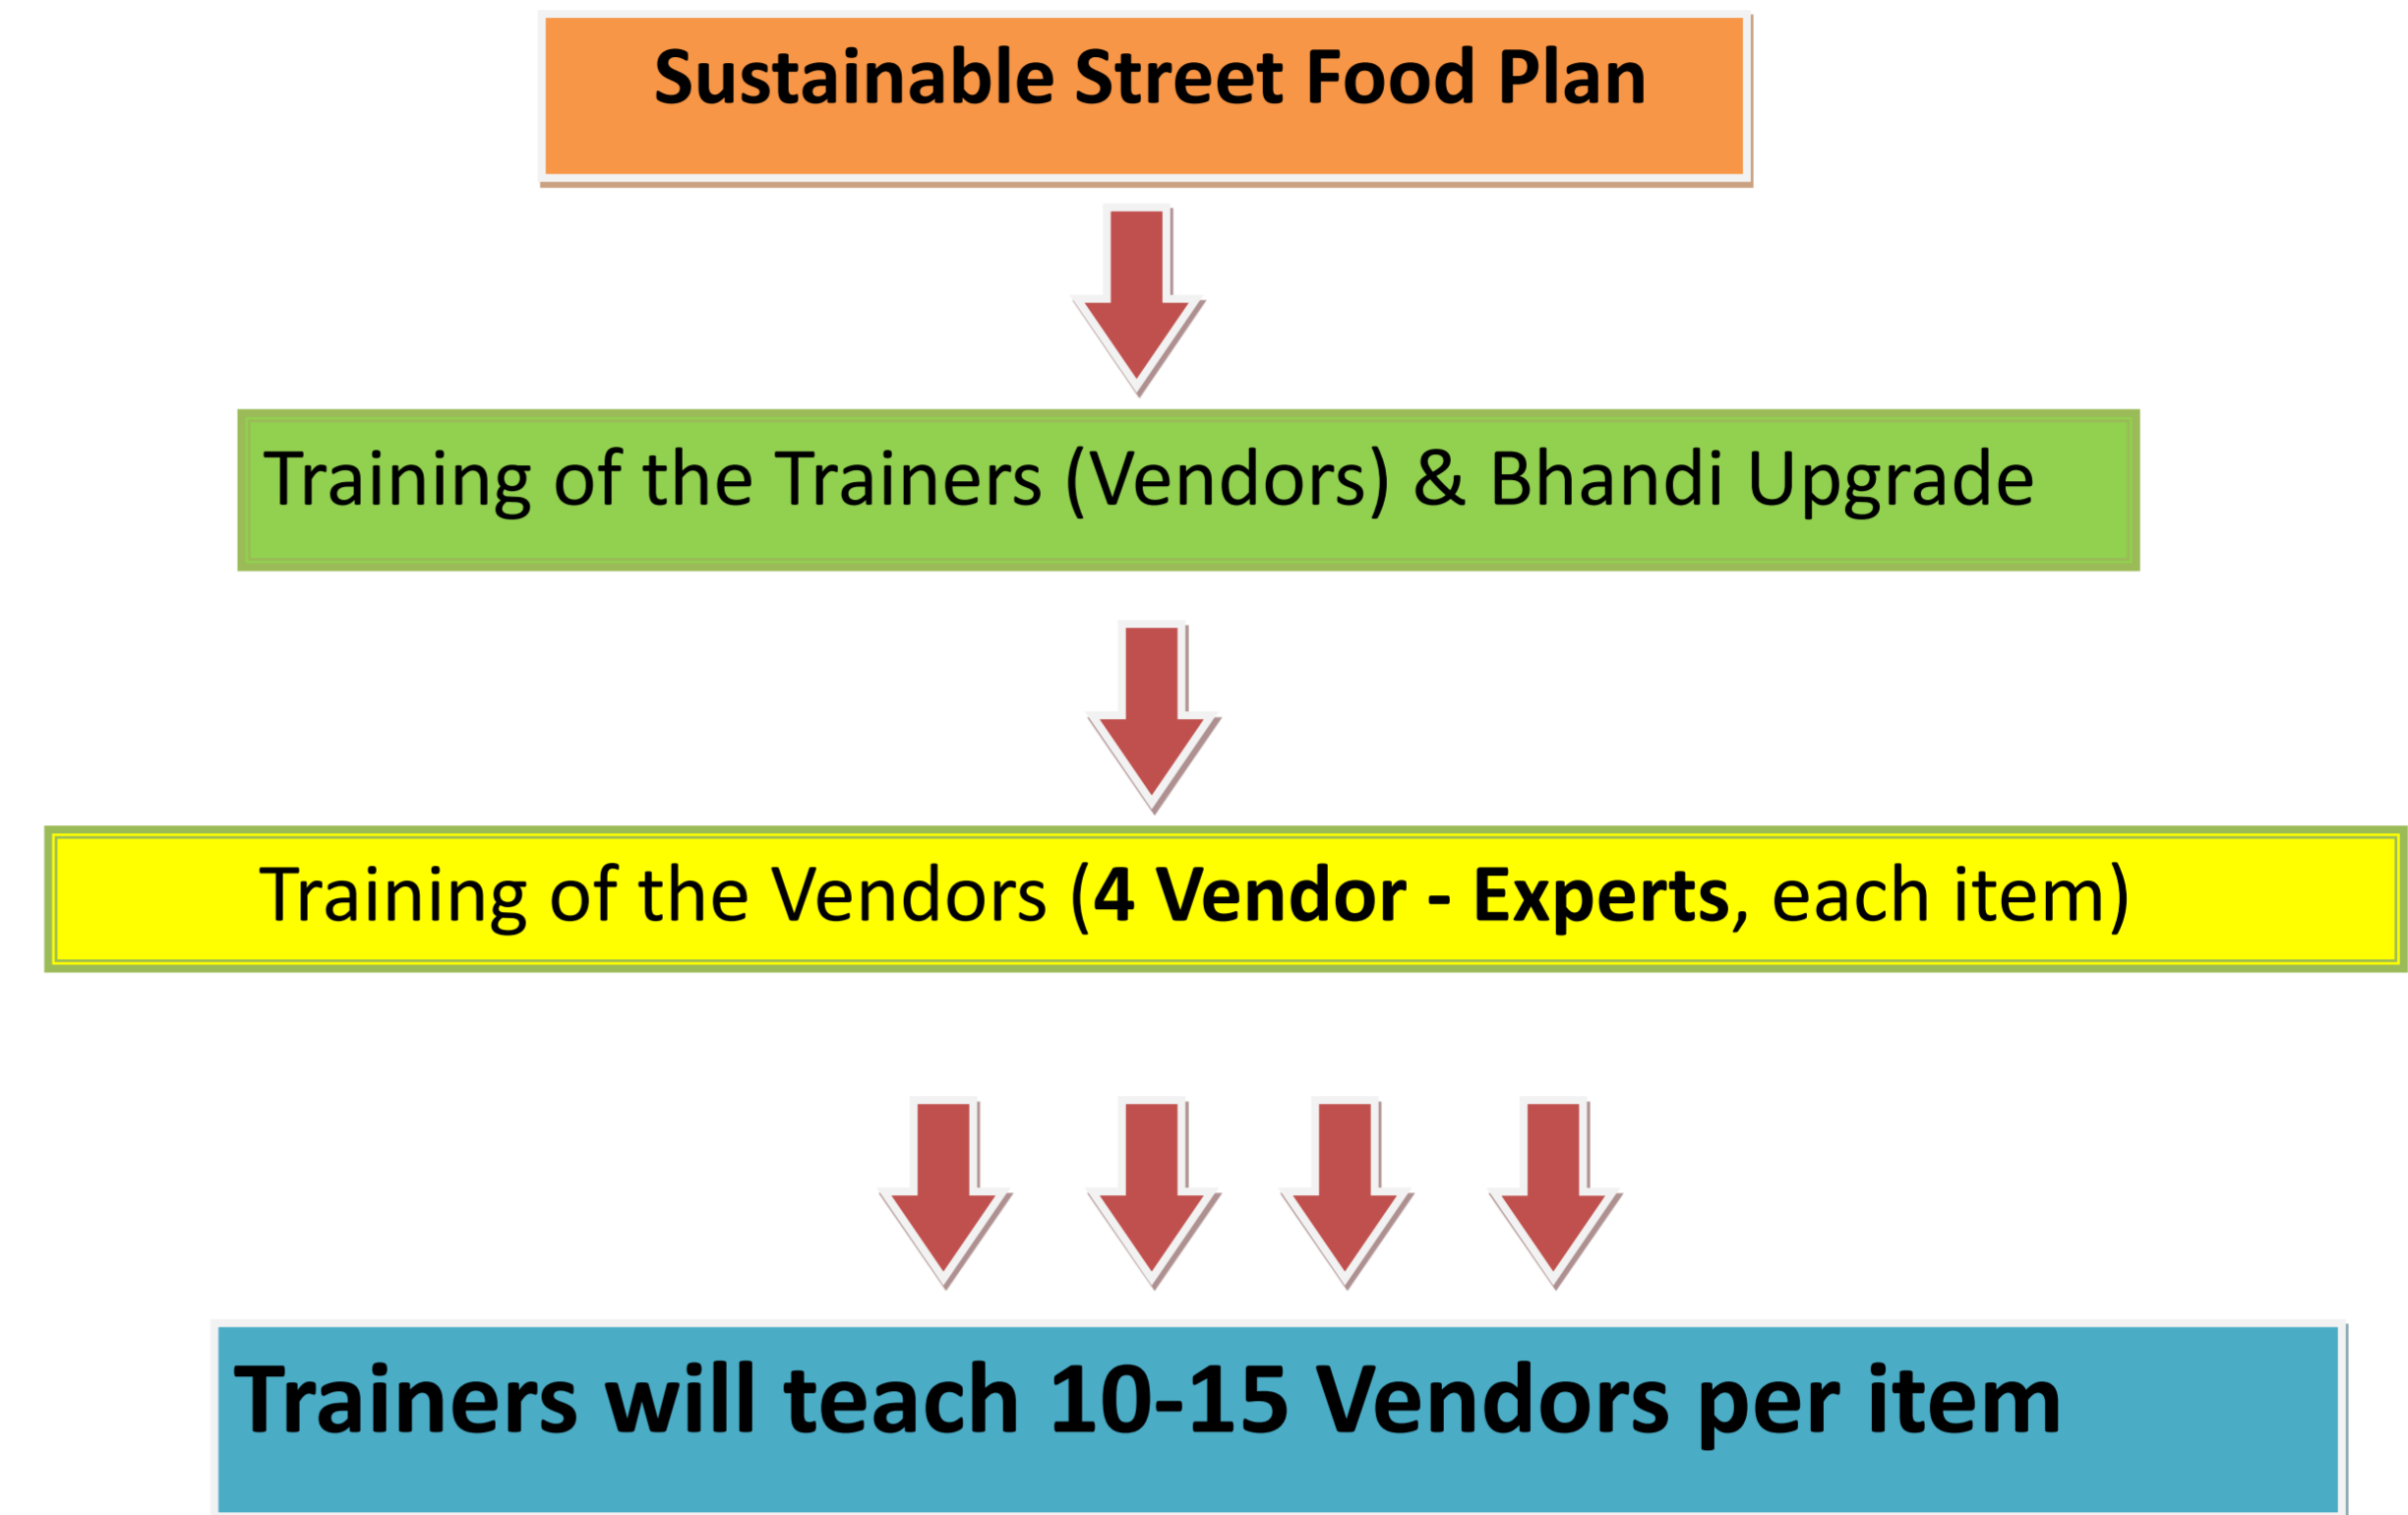 Sustainable Street Food Plan
Training of the Trainers (Vendors) & Bhandi Upgrade
Training of the Vendors (4 Vendor - Experts, each item)
Trainers will teach 10-15 Vendors per item